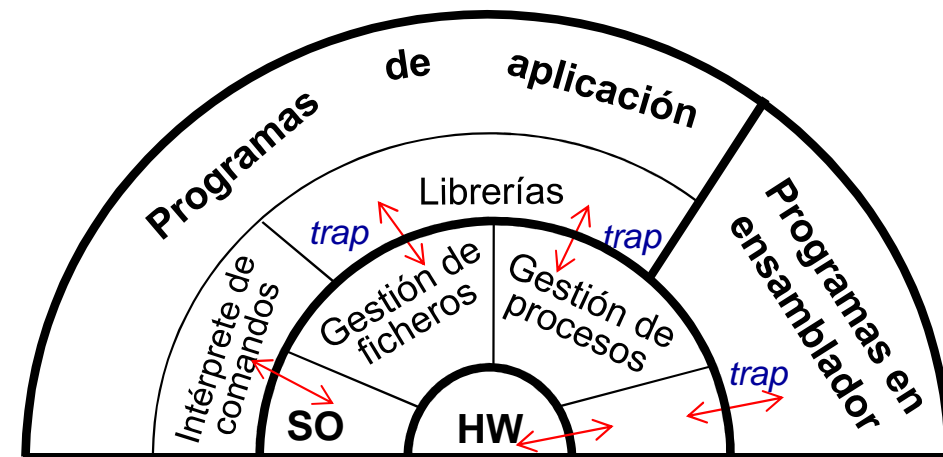 Programas de aplicación
Programas en
ensamblador
Librerías
trap
trap
Intérprete de
comandos
Gestión de
ficheros
Gestión de
procesos
trap
SO
HW